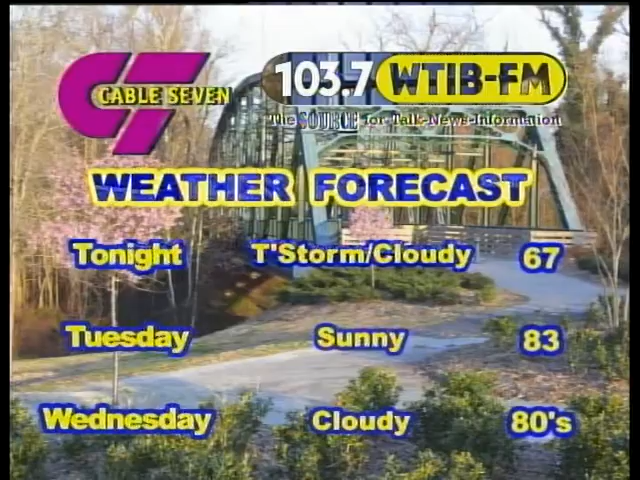 C7
CABLE SEVEN
103.7 WTIB-FM
The SOURCE for Talk-News-Information
WEATHER FORECAST
Tonight T'Storm/Cloudy 67
Tuesday Sunny 83
Wednesday Cloudy 80's